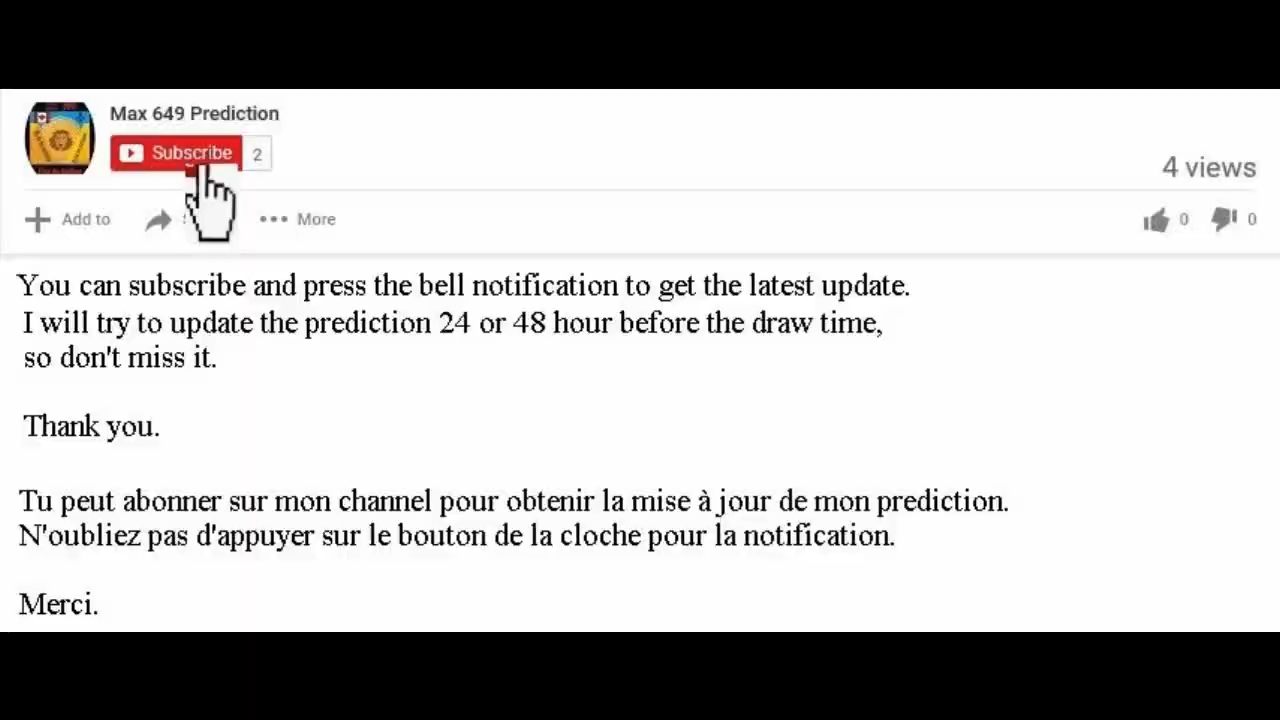 Max 649 Prediction
Subscribe 2
4 views
Add to
More
0 0
You can subscribe and press the bell notification to get the latest update.
I will try to update the prediction 24 or 48 hour before the draw time,
so don't miss it.
Thank you.
Tu peut abonner sur mon channel pour obtenir la mise à jour de mon prediction.
N'oubliez pas d'appuyer sur le bouton de la cloche pour la notification.
Merci.